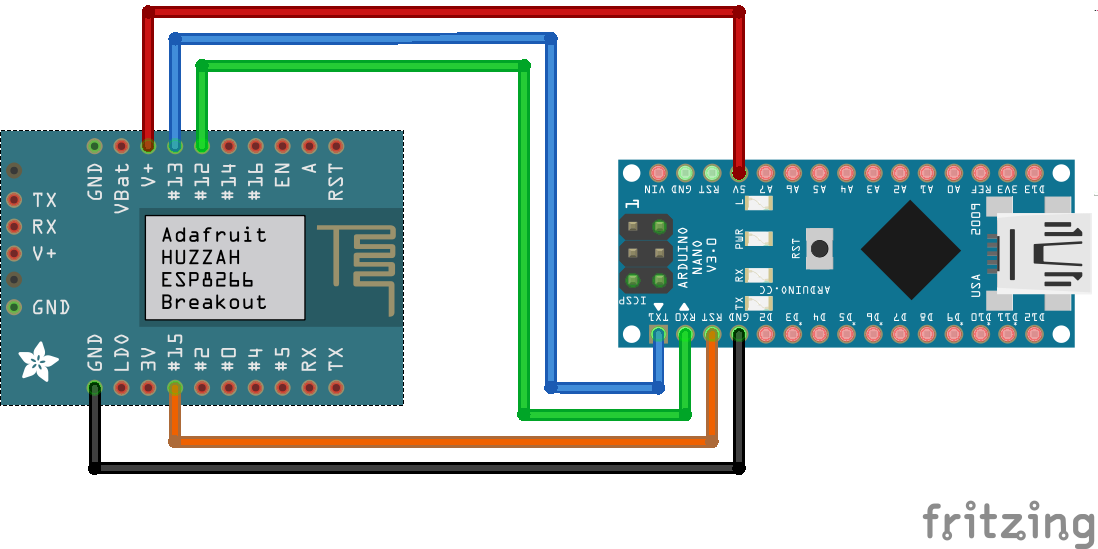 GND
VBat
V+
#13
#12
#14
#16
EN
A
RST
TX
RX
V+
GND
Adafruit
HUZZAH
ESP8266
Breakout
GND
LDO
3V
#15
#2
#0
#4
#5
RX
TX
VIN
GND
RST
5V
A7
A6
A5
A4
A3
A2
A1
A0
REF
3V3
D13
1
L
PWR
RX
TX
ARDUINO
NANO
V3.0
RST
ARDUINO.CC
2009
USA
ICSP
TX1
RX0
RST
GND
D2
D3
D4
D5
D6
D7
D8
D9
D10
D11
D12
fritzing